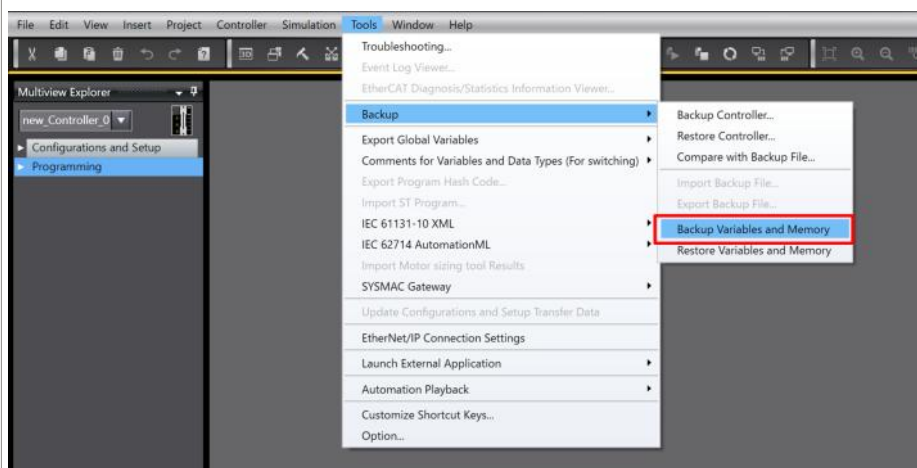 File Edit View Insert Project Controller Simulation Tools Window Help
Multiview Explorer
new_Controller_0
Configurations and Setup
Programming
Troubleshooting...
Event Log Viewer...
EtherCAT Diagnosis/Statistics Information Viewer...
Backup
Export Global Variables
Comments for Variables and Data Types (For switching)
Export Program Hash Code...
Import ST Program...
IEC 61131-10 XML
IEC 62714 AutomationML
Import Motor sizing tool Results
SYSMAC Gateway
Update Configurations and Setup Transfer Data
EtherNet/IP Connection Settings
Launch External Application
Automation Playback
Customize Shortcut Keys...
Option...
Backup Controller...
Restore Controller...
Compare with Backup File...
Import Backup File...
Export Backup File...
Backup Variables and Memory
Restore Variables and Memory